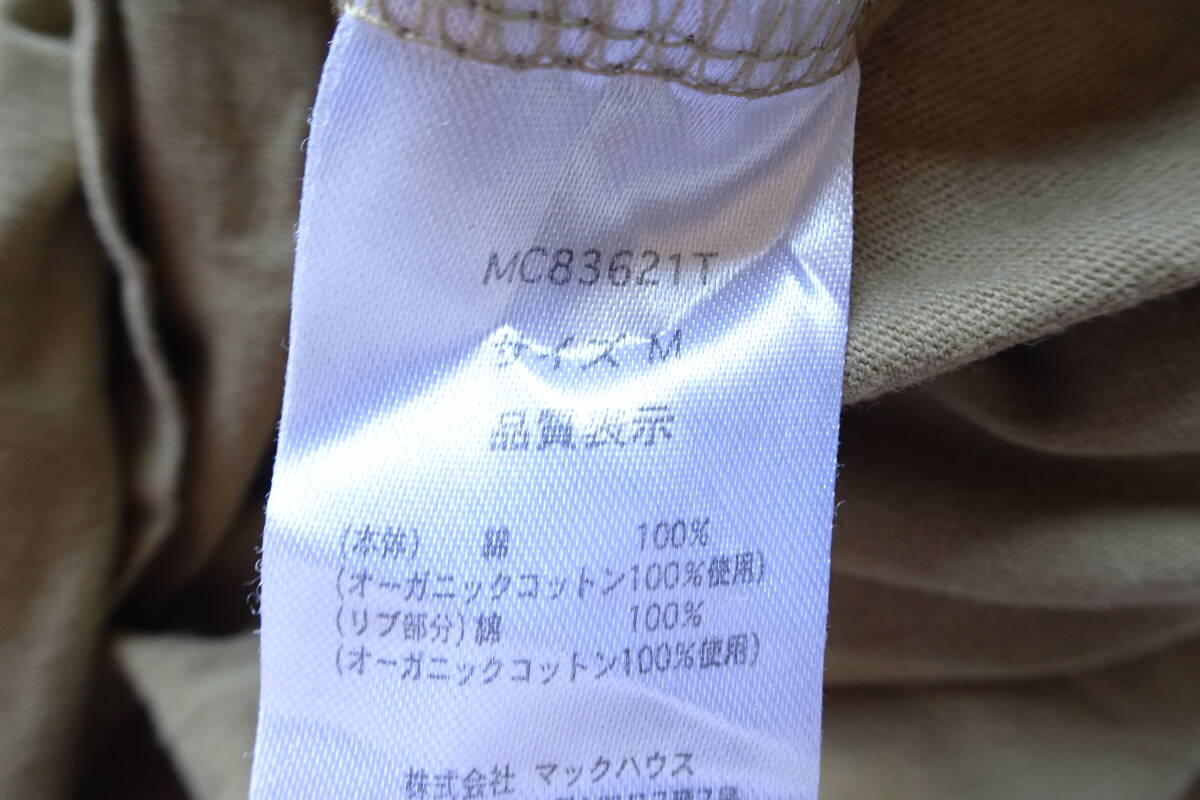 MC83621T
サイズ M
品質表示
(本体) 綿 100%
(オーガニックコットン100%使用)
(リブ部分) 綿 100%
(オーガニックコットン100%使用)
株式会社 マックハウス